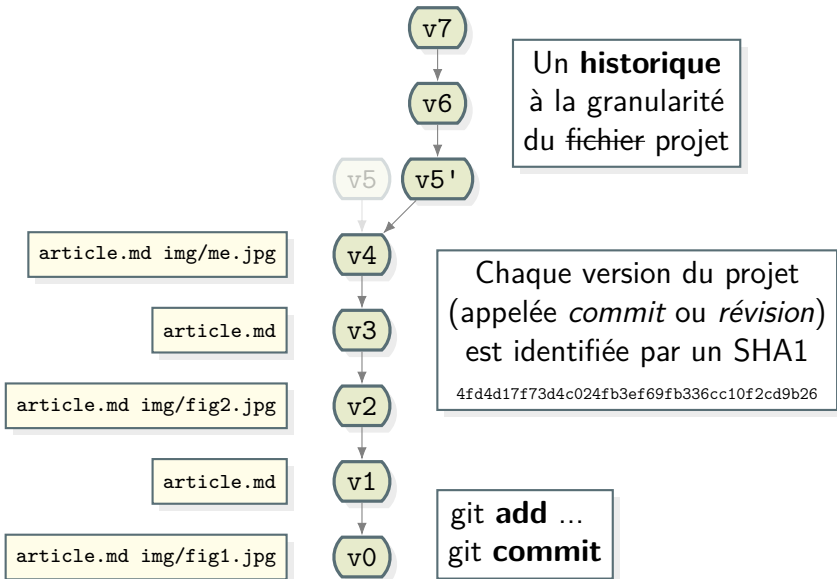 v7
Un historique
à la granularité
du fichier projet
v6
v5
v5'
article.md img/me.jpg
v4
Chaque version du projet
(appelée commit ou révision)
est identifiée par un SHA1
4fd4d17f73d4c024fb3ef69fb336cc10f2cd9b26
article.md
v3
article.md img/fig2.jpg
v2
article.md
v1
git add ...
git commit
article.md img/fig1.jpg
v0